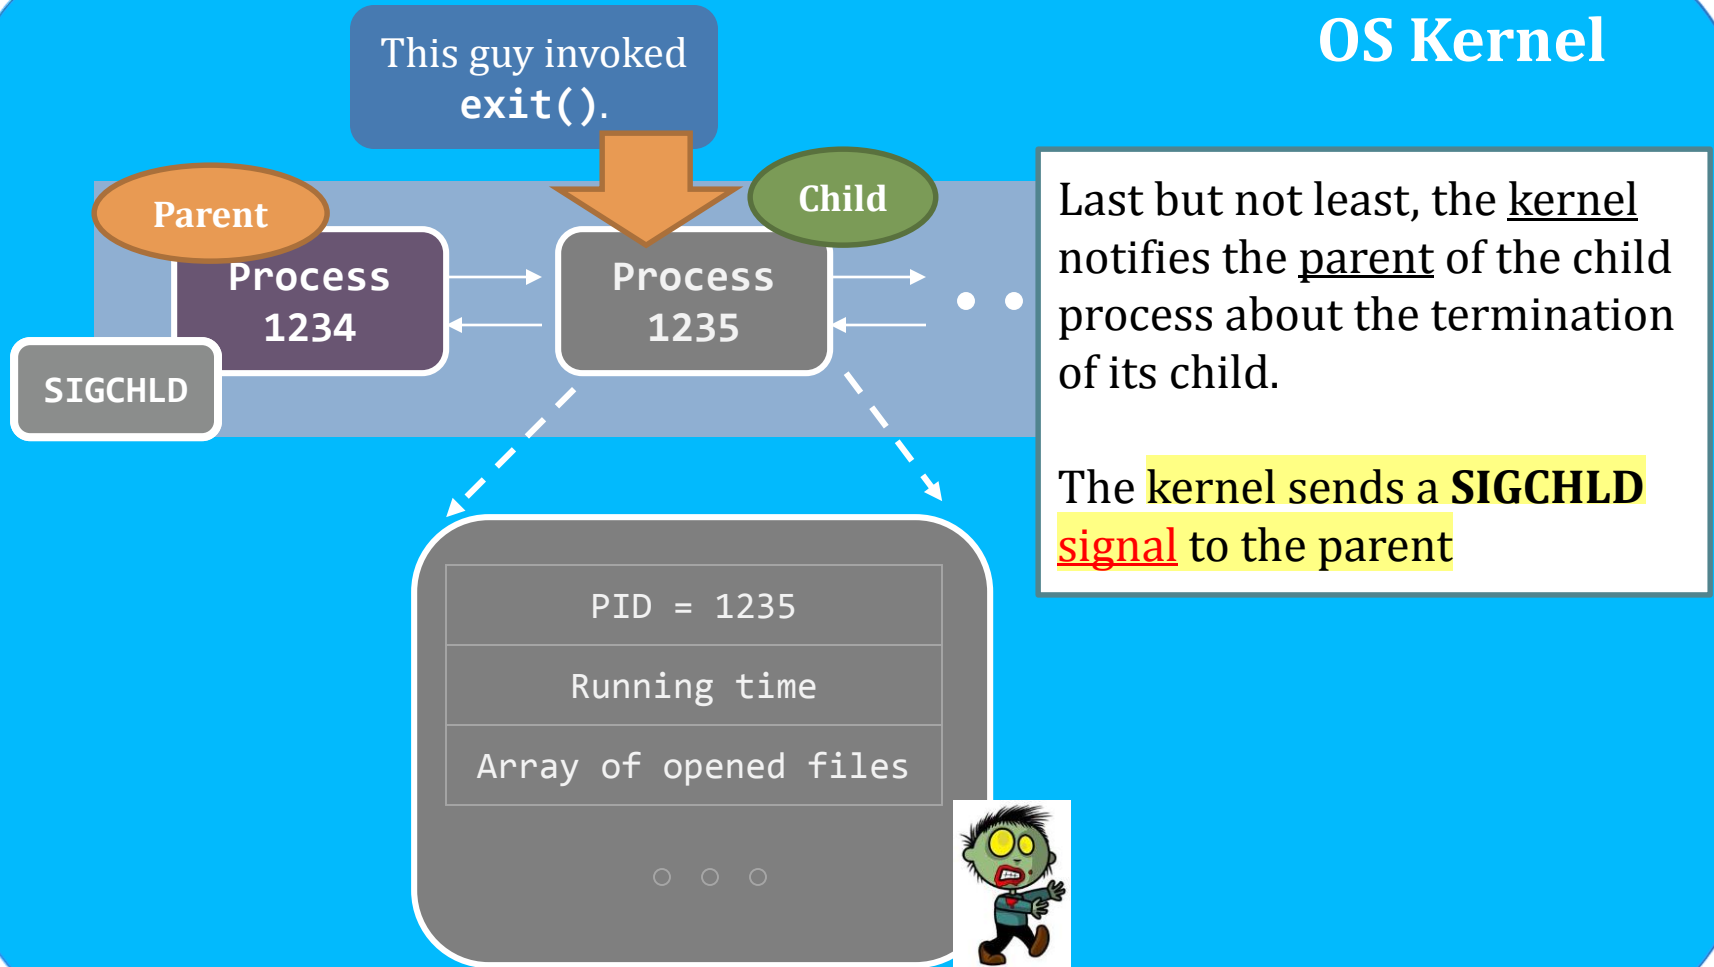 OS Kernel
This guy invoked
exit().
Parent
Child
Process
1234
Process
1235
SIGCHLD
Last but not least, the kernel
notifies the parent of the child
process about the termination
of its child.
The kernel sends a SIGCHLD
signal to the parent
PID = 1235
Running time
Array of opened files